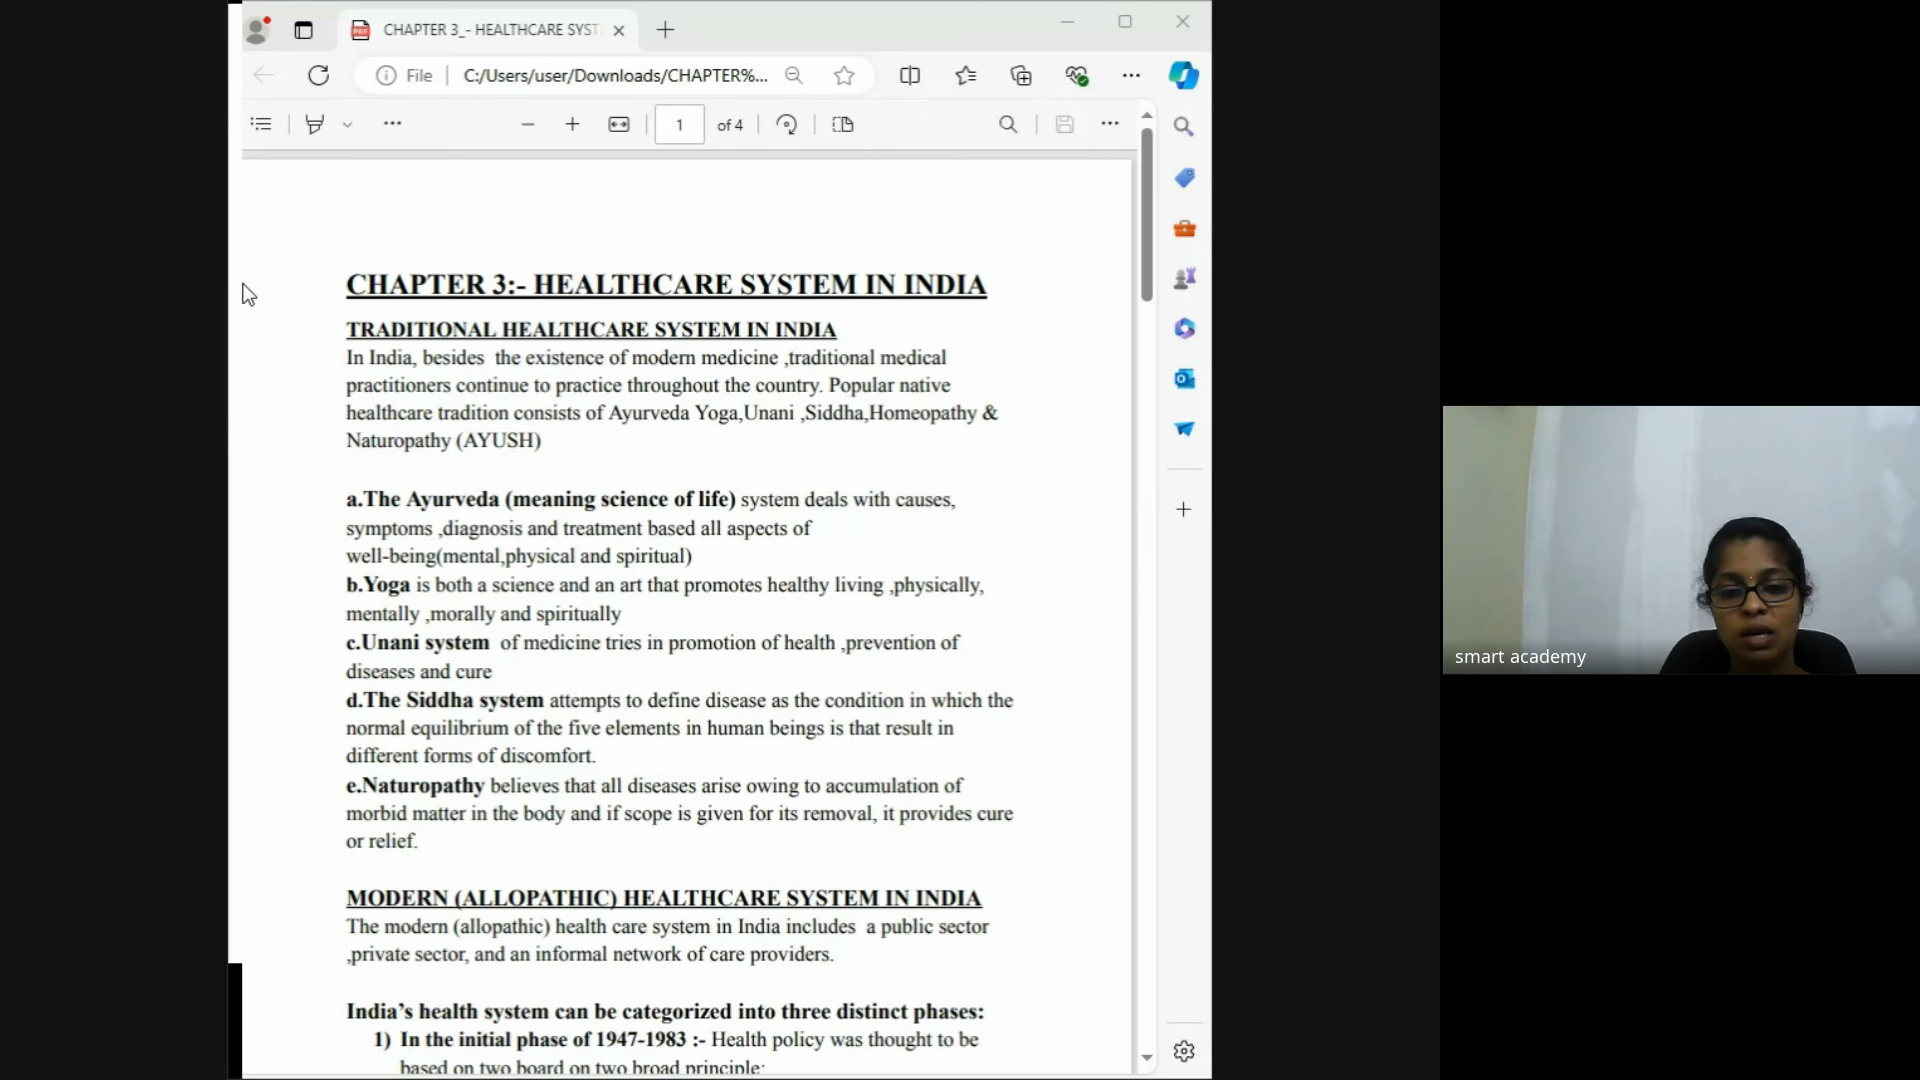 CHAPTER 3_- HEALTHCARE SYST
File
C:/Users/user/Downloads/CHAPTER%...
1 of 4
CHAPTER 3:- HEALTHCARE SYSTEM IN INDIA
TRADITIONAL HEALTHCARE SYSTEM IN INDIA
In India, besides the existence of modern medicine ,traditional medical
practitioners continue to practice throughout the country. Popular native
healthcare tradition consists of Ayurveda Yoga,Unani ,Siddha,Homeopathy &
Naturopathy (AYUSH)
a.The Ayurveda (meaning science of life) system deals with causes,
symptoms ,diagnosis and treatment based all aspects of
well-being(mental,physical and spiritual)
b.Yoga is both a science and an art that promotes healthy living ,physically,
mentally ,morally and spiritually
c.Unani system of medicine tries in promotion of health ,prevention of
diseases and cure
d.The Siddha system attempts to define disease as the condition in which the
normal equilibrium of the five elements in human beings is that result in
different forms of discomfort.
e.Naturopathy believes that all diseases arise owing to accumulation of
morbid matter in the body and if scope is given for its removal, it provides cure
or relief.
MODERN (ALLOPATHIC) HEALTHCARE SYSTEM IN INDIA
The modern (allopathic) health care system in India includes a public sector
,private sector, and an informal network of care providers.
India's health system can be categorized into three distinct phases:
1) In the initial phase of 1947-1983 :- Health policy was thought to be
based on two board on two broad principle:
smart academy